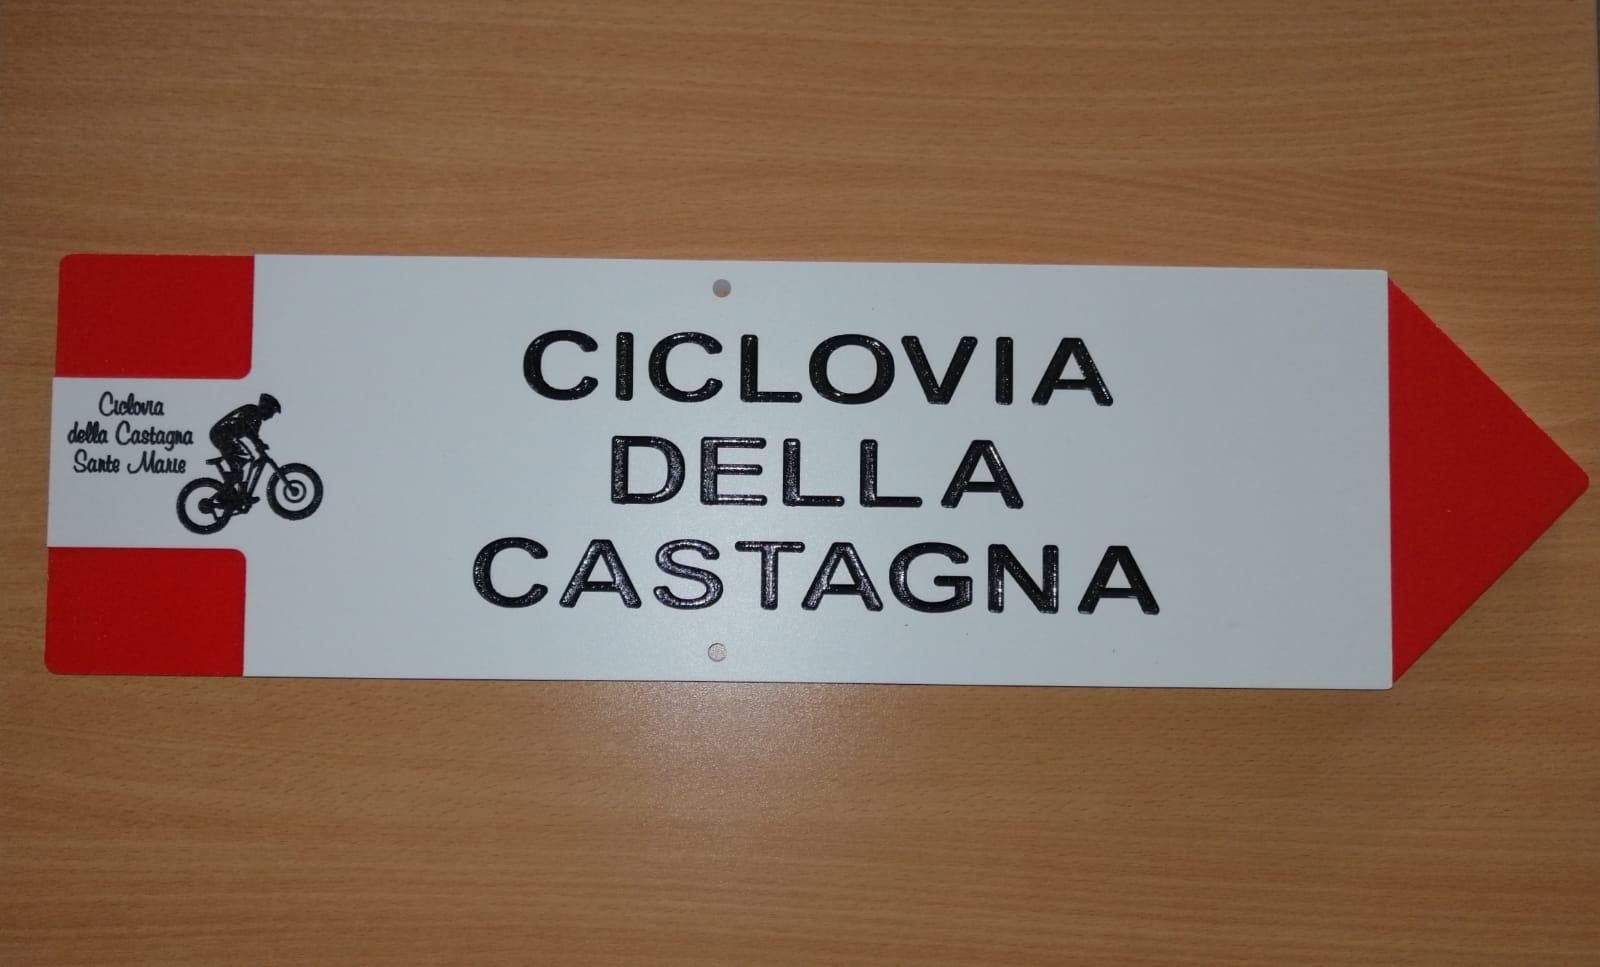 Ciclovia
della Castagna
Sante Marie
CICLOVIA
DELLA
CASTAGNA